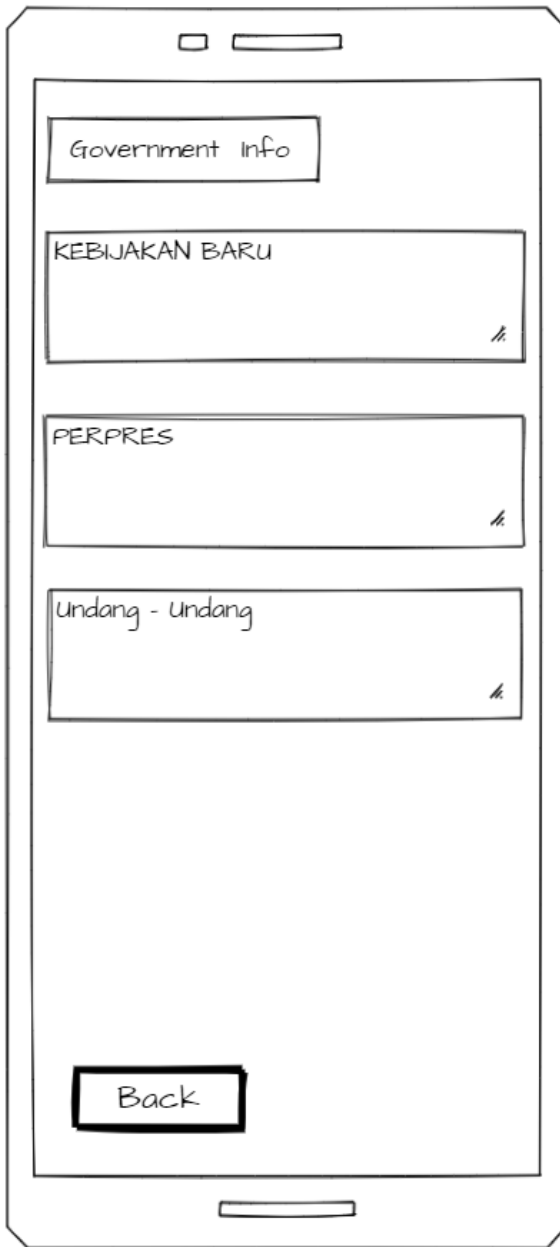 Government Info
KEBIJAKAN BARU
PERPRES
Undang - Undang
Back